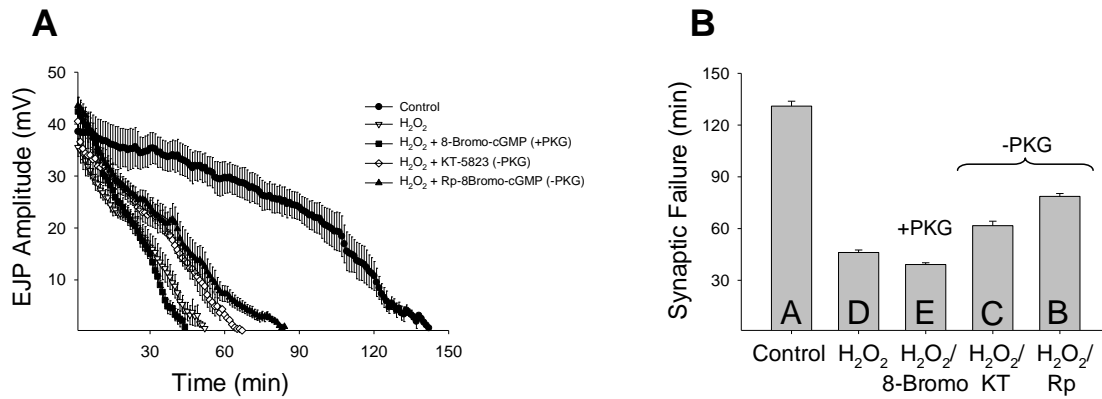 A
EJP Amplitude (mV)
50
40
30
20
10
30 60 90 120 150
Time (min)
Control
H₂O₂
H₂O₂ + 8-Bromo-cGMP (+PKG)
H₂O₂ + KT-5823 (-PKG)
H₂O₂ + Rp-8Bromo-cGMP (-PKG)
B
Synaptic Failure (min)
150
120
90
60
30
-PKG
+PKG
A D E C B
Control H₂O₂ H₂O₂/ H₂O₂/ H₂O₂/
8-Bromo KT Rp